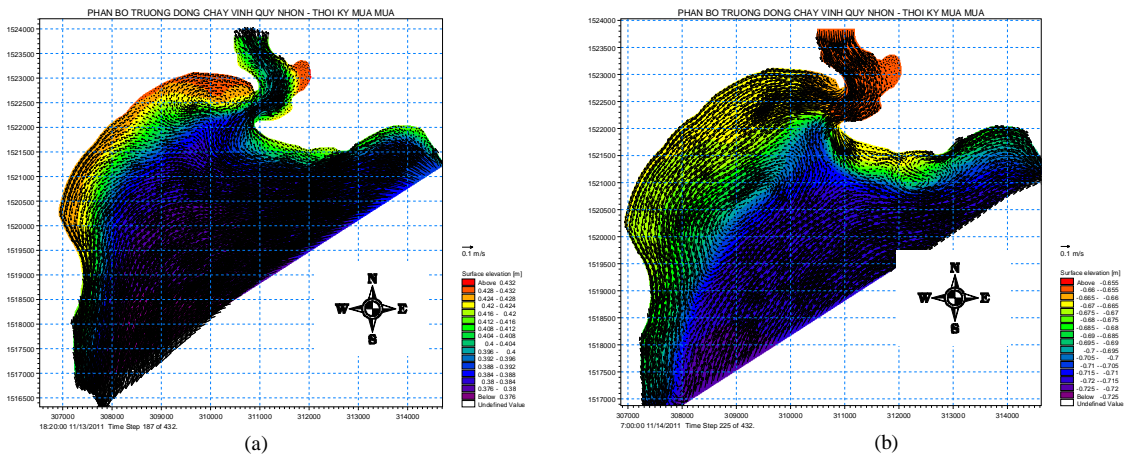 PHAN BO TRUONG DONG CHAY VINH QUY NHON - THOI KY MUA MUA
1524000
1523500
1523000
1522500
1522000
1521500
1521000
1520500
1520000
1519500
1519000
1518500
1518000
1517500
1517000
1516500
307000 308000 309000 310000 311000 312000 313000 314000
18:20:00 11/13/2011 Time Step 187 of 432.
0.1 m/s
N
W E
S
Surface elevation [m]
Above 0.432
0.428 - 0.432
0.424 - 0.428
0.42 - 0.424
0.416 - 0.42
0.412 - 0.416
0.408 - 0.412
0.404 - 0.408
0.4 - 0.404
0.396 - 0.4
0.392 - 0.396
0.388 - 0.392
0.384 - 0.388
0.38 - 0.384
0.376 - 0.38
Below 0.376
Undefined Value
(a)
PHAN BO TRUONG DONG CHAY VINH QUY NHON - THOI KY MUA MUA
1524000
1523500
1523000
1522500
1522000
1521500
1521000
1520500
1520000
1519500
1519000
1518500
1518000
1517500
1517000
307000 308000 309000 310000 311000 312000 313000 314000
7:00:00 11/14/2011 Time Step 225 of 432.
0.1 m/s
N
W E
S
Surface elevation [m]
Above -0.655
-0.66 - -0.655
-0.665 - -0.66
-0.67 - -0.665
-0.675 - -0.67
-0.68 - -0.675
-0.685 - -0.68
-0.69 - -0.685
-0.695 - -0.69
-0.7 - -0.695
-0.705 - -0.7
-0.71 - -0.705
-0.715 - -0.71
-0.72 - -0.715
-0.725 - -0.72
Below -0.725
Undefined Value
(b)